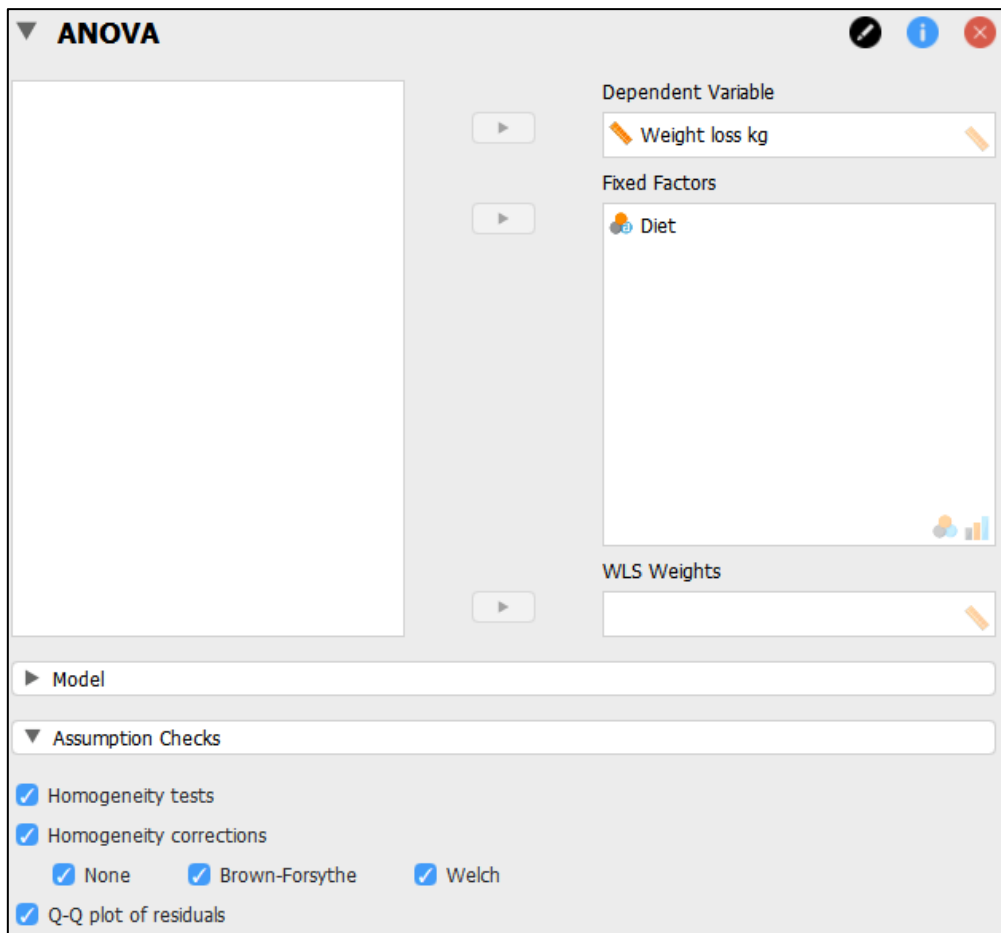 ANOVA
Dependent Variable
Weight loss kg
Fixed Factors
Diet
WLS Weights
Model
Assumption Checks
Homogeneity tests
Homogeneity corrections
None Brown-Forsythe Welch
Q-Q plot of residuals